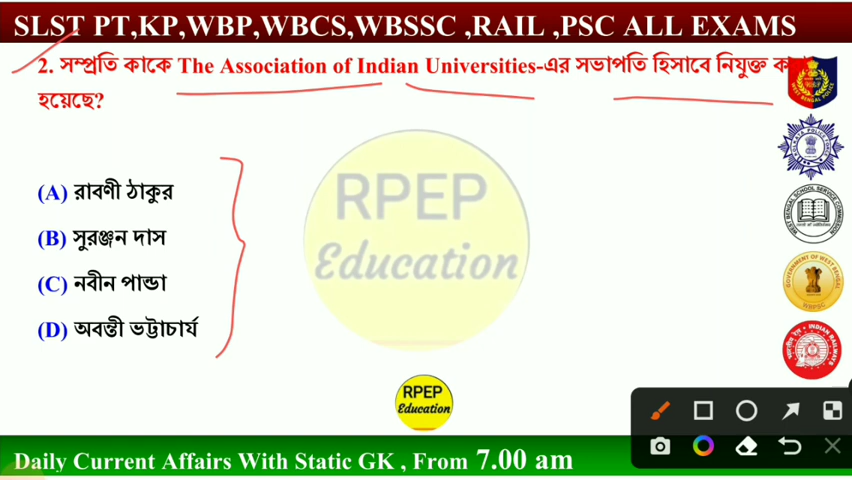 SLST PT,KP,WBP,WBCS,WBSSC ,RAIL ,PSC ALL EXAMS
2. সম্প্রতি কাকে The Association of Indian Universities-এর সভাপতি হিসাবে নিযুক্ত
হয়েছে?
(A) রাবণী ঠাকুর
(B) সুরঞ্জন দাস
(C) নবীন পান্ডা
(D) অবন্তী ভট্টাচার্য
RPEP
Education
RPEP
Education
Daily Current Affairs With Static GK , From 7.00 am